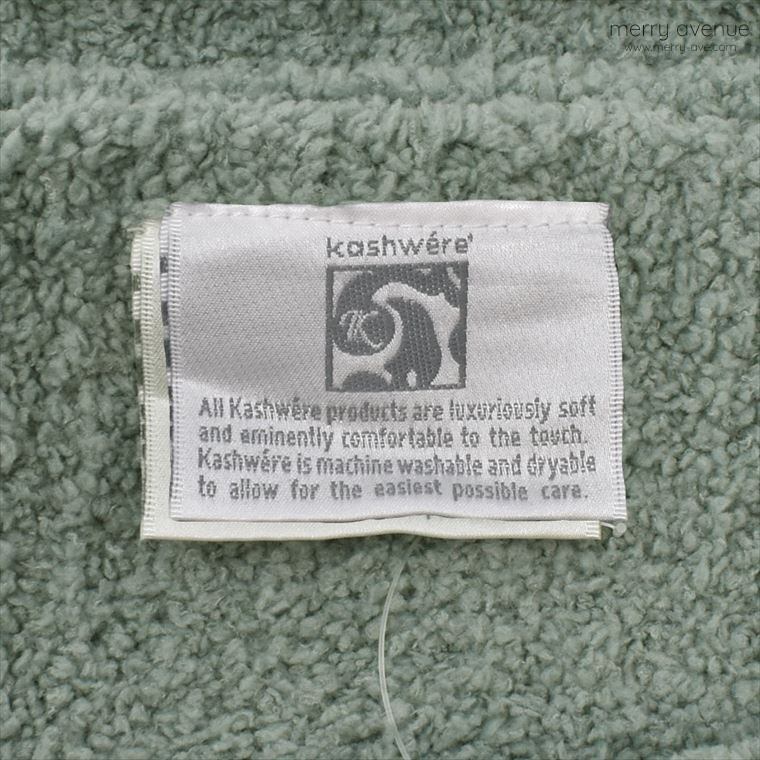 merry avenue
www.merry-ave.com
kashwére'
K
All Kashwére products are luxuriously soft
and eminently comfortable to the touch.
Kashwére is machine washable and dryable
to allow for the easiest possible care.